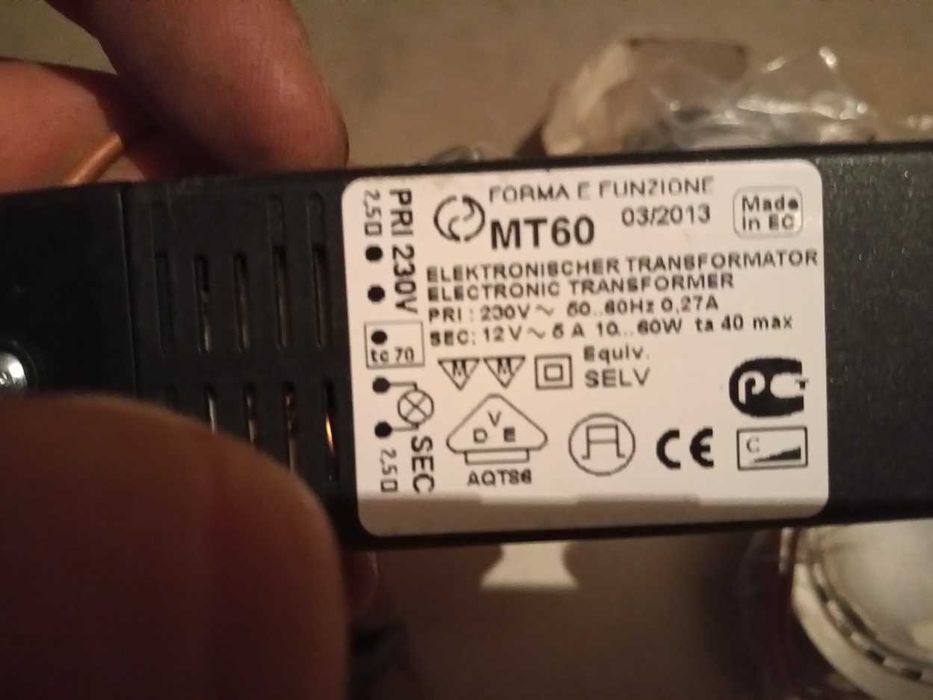 FORMA E FUNZIONE
MT60
03/2013
Made
in EC
ELEKTRONISCHER TRANSFORMATOR
ELECTRONIC TRANSFORMER
PRI : 230V ~ 50..60Hz 0,27A
SEC: 12V ~ 5 A 10...60W ta 40 max
PRI 230V
2,5
tc 70
M M
Equiv.
SELV
PC
SEC
2,5
V
D E
AQT86
CE
C